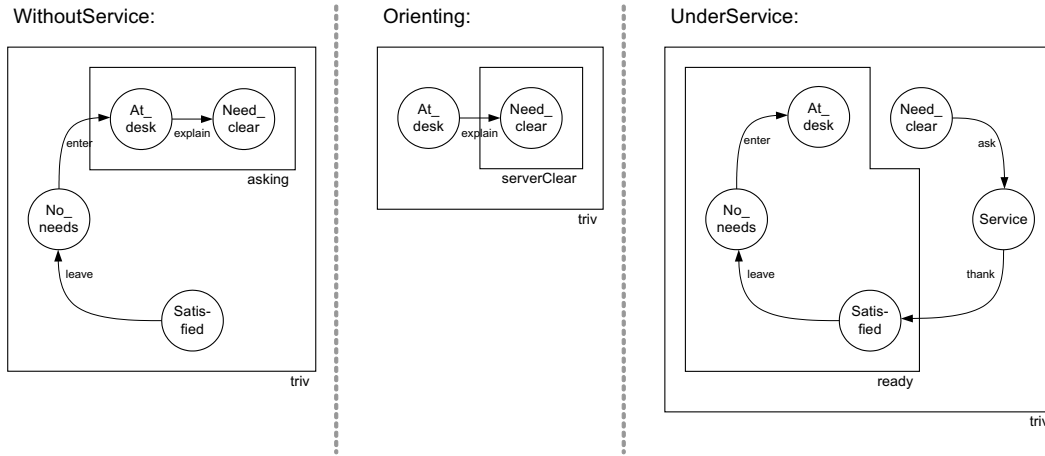 WithoutService:
At_
desk
Need_
clear
explain
enter
asking
No_
needs
leave
Satis-
fied
triv
Orienting:
At_
desk
explain
Need_
clear
serverClear
triv
UnderService:
At_
desk
Need_
clear
enter
ask
No_
needs
Service
leave
thank
Satis-
fied
ready
triv